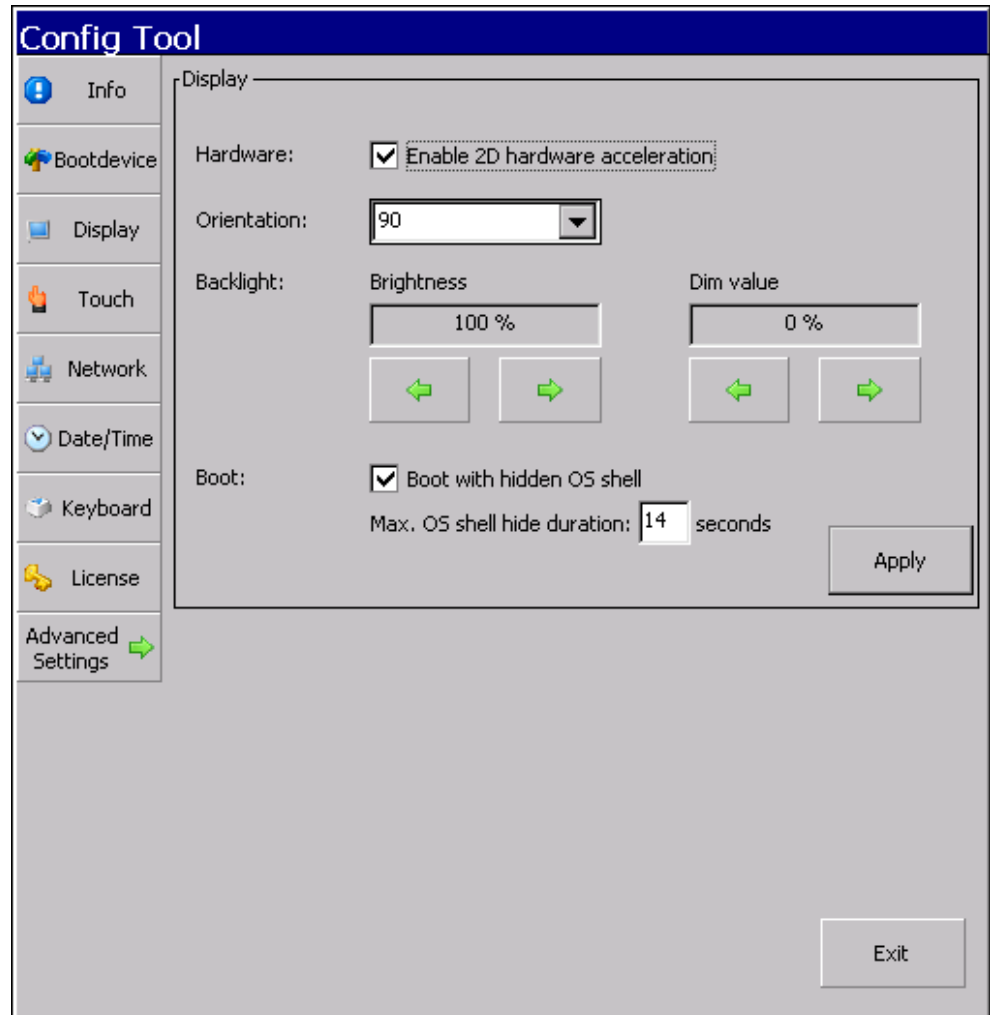 Config Tool
Info
Bootdevice
Display
Touch
Network
Date/Time
Keyboard
License
Advanced
Settings
Display
Hardware: Enable 2D hardware acceleration
Orientation: 90
Backlight: Brightness Dim value
100 % 0 %
Boot: Boot with hidden OS shell
Max. OS shell hide duration: 14 seconds
Apply
Exit